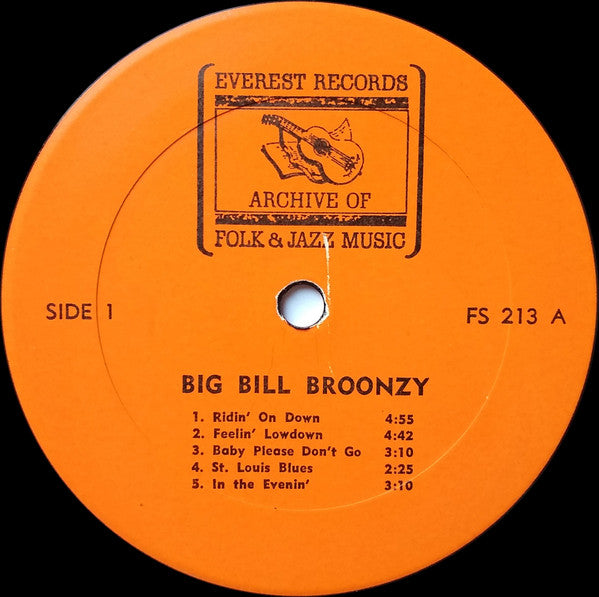 EVEREST RECORDS
ARCHIVE OF
FOLK & JAZZ MUSIC
SIDE 1
FS 213 A
BIG BILL BROONZY
1. Ridin' On Down 4:55
2. Feelin' Lowdown 4:42
3. Baby Please Don't Go 3:10
4. St. Louis Blues 2:25
5. In the Evenin' 3:10